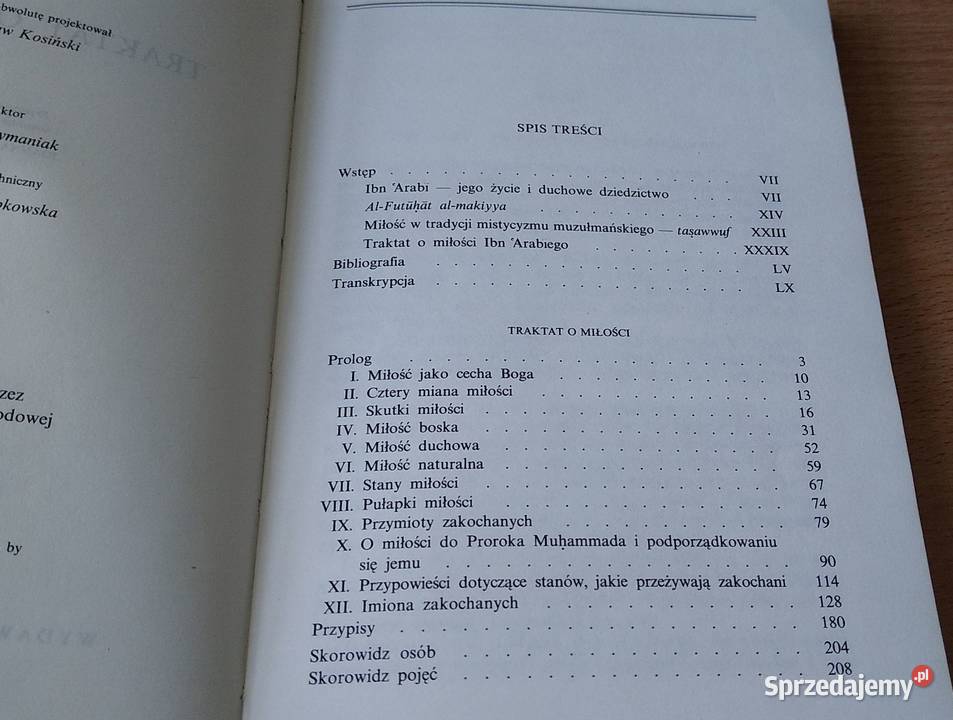 bwolutę projektował
w Kosiński
ktor
ymaniak
hniczny
kowska
zez
odowej
by
SPIS TREŚCI
Wstęp . . . . . . . . . . . . . . . . . . . VII
Ibn ʿArabi — jego życie i duchowe dziedzictwo . . . VII
Al-Futūḥāt al-makiyya . . . . . . . . . . XIV
Miłość w tradycji mistycyzmu muzułmańskiego — taṣawwuf XXIII
Traktat o miłości Ibn ʿArabiego . . . . . . . XXXIX
Bibliografia . . . . . . . . . . . . . . . . LV
Transkrypcja . . . . . . . . . . . . . . . . LX
TRAKTAT O MIŁOŚCI
Prolog . . . . . . . . . . . . . . . . . 3
I. Miłość jako cecha Boga . . . . . . . . . . 10
II. Cztery miana miłości . . . . . . . . . . . 13
III. Skutki miłości . . . . . . . . . . . . . 16
IV. Miłość boska . . . . . . . . . . . . . 31
V. Miłość duchowa . . . . . . . . . . . . 52
VI. Miłość naturalna . . . . . . . . . . . . 59
VII. Stany miłości . . . . . . . . . . . . . 67
VIII. Pułapki miłości . . . . . . . . . . . . 74
IX. Przymioty zakochanych . . . . . . . . . . 79
X. O miłości do Proroka Muḥammada i podporządkowaniu
się jemu . . . . . . . . . . . . . . . 90
XI. Przypowieści dotyczące stanów, jakie przeżywają zakochani 114
XII. Imiona zakochanych . . . . . . . . . . . 128
Przypisy . . . . . . . . . . . . . . . . 180
Skorowidz osób . . . . . . . . . . . . . . 204
Skorowidz pojęć . . . . . . . . . . . . . . 208
Sprzedajemy.pl